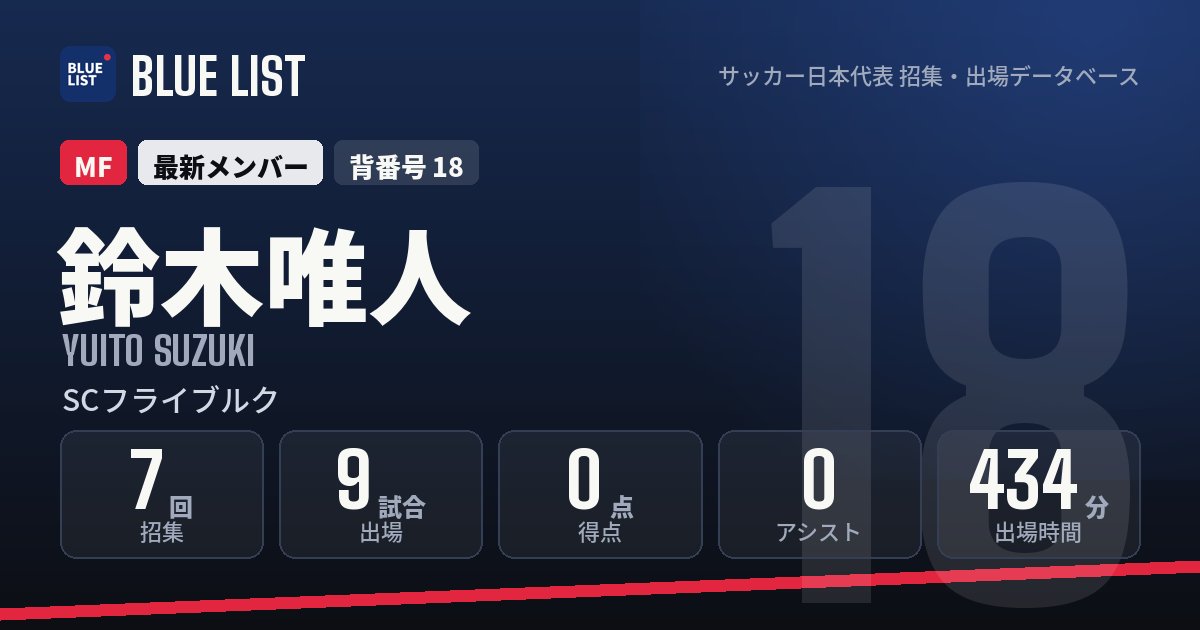 BLUE
LIST
BLUE LIST
サッカー日本代表 招集・出場データベース
MF
最新メンバー
背番号 18
18
鈴木唯人
YUITO SUZUKI
SCフライブルク
7回
招集
9試合
出場
0点
得点
0
アシスト
434分
出場時間